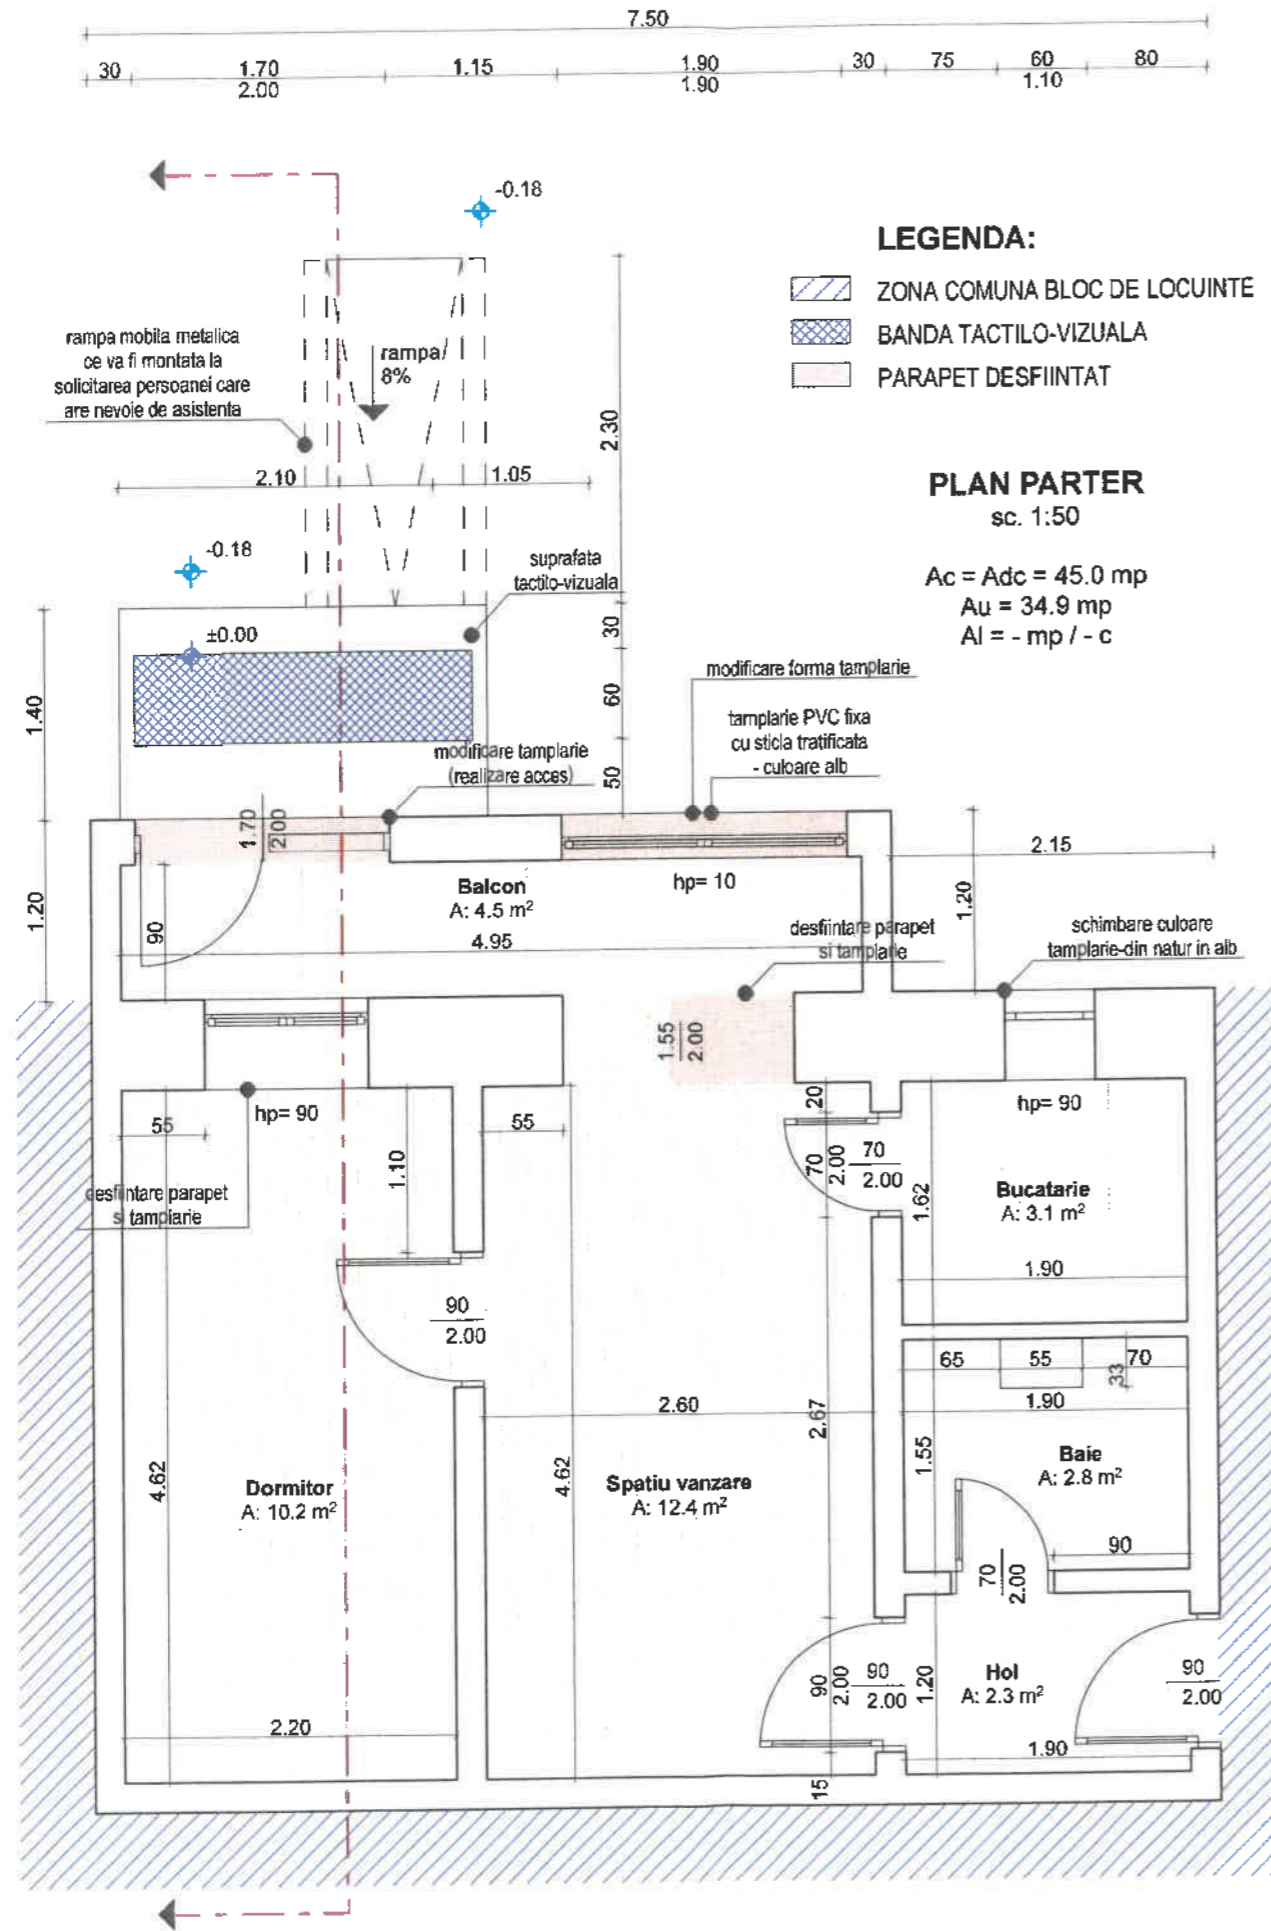 7.50
30 1.70 1.15 1.90 30 75 60 80
2.00 1.90 1.10
-0.18
LEGENDA:
ZONA COMUNA BLOC DE LOCUINTE
BANDA TACTILO-VIZUALA
PARAPET DESFIINTAT
rampa mobila metalica
ce va fi montata la
solicitarea persoanei care
are nevoie de asistenta
rampa
8%
2.30
2.10 1.05
PLAN PARTER
sc. 1:50
Ac = Adc = 45.0 mp
Au = 34.9 mp
Al = - mp / - c
-0.18
suprafata
tactilo-vizuala
±0.00
30
60
50
1.40
modificare forma tamplarie
tamplarie PVC fixa
cu sticla tratificata
- culoare alb
modificare tamplarie
(realizare acces)
1.70
2.00
2.15
1.20
1.20
90
Balcon
A: 4.5 m²
hp= 10
4.95
desfiintare parapet
si tamplarie
schimbare culoare
tamplarie-din natur in alb
1.55
2.00
55
hp= 90
1.10
55
20
hp= 90
desfiintare parapet
si tamplarie
70
2.00
70
2.00
1.62
Bucatarie
A: 3.1 m²
1.90
90
2.00
65 55 70
33
1.90
2.60
2.67
1.55
4.62
4.62
Dormitor
A: 10.2 m²
Spatiu vanzare
A: 12.4 m²
Baie
A: 2.8 m²
90
70
2.00
90
2.00
90
2.00
1.20
Hol
A: 2.3 m²
90
2.00
2.20
1.90
15